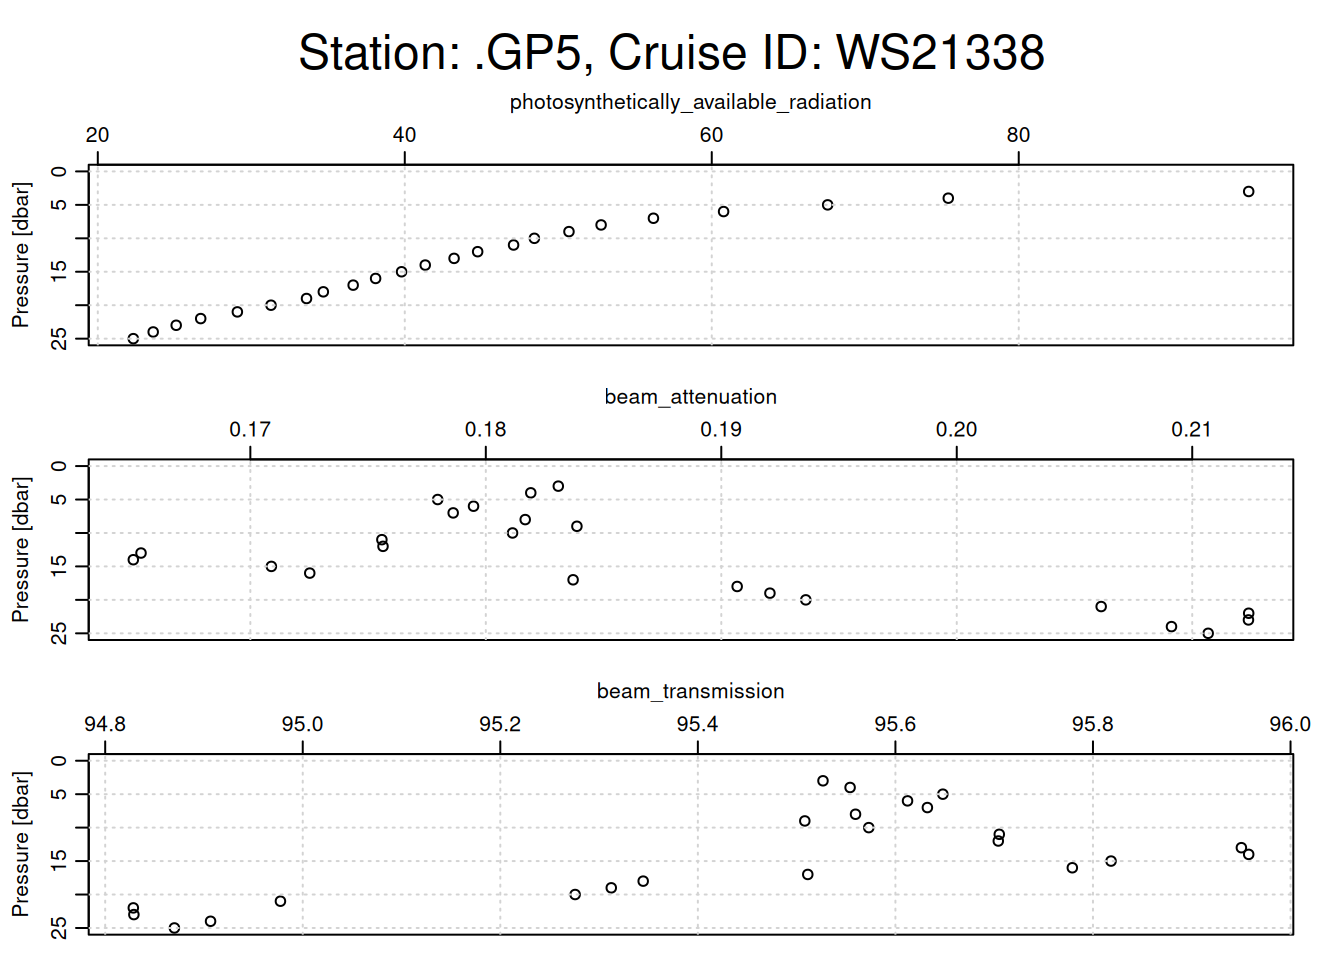 Station: .GP5, Cruise ID: WS21338
photosynthetically_available_radiation
20 40 60 80
0
5
15
25
Pressure [dbar]
beam_attenuation
0.17 0.18 0.19 0.20 0.21
0
5
15
25
Pressure [dbar]
beam_transmission
94.8 95.0 95.2 95.4 95.6 95.8 96.0
0
5
15
25
Pressure [dbar]